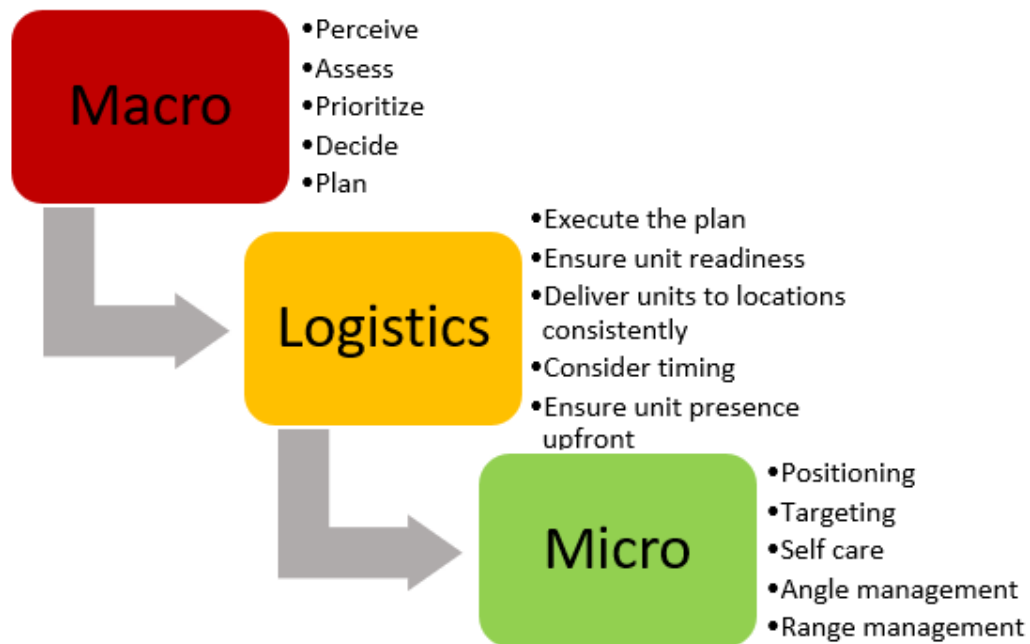 Macro
•Perceive
•Assess
•Prioritize
•Decide
•Plan
Logistics
•Execute the plan
•Ensure unit readiness
•Deliver units to locations
consistently
•Consider timing
•Ensure unit presence
upfront
Micro
•Positioning
•Targeting
•Self care
•Angle management
•Range management